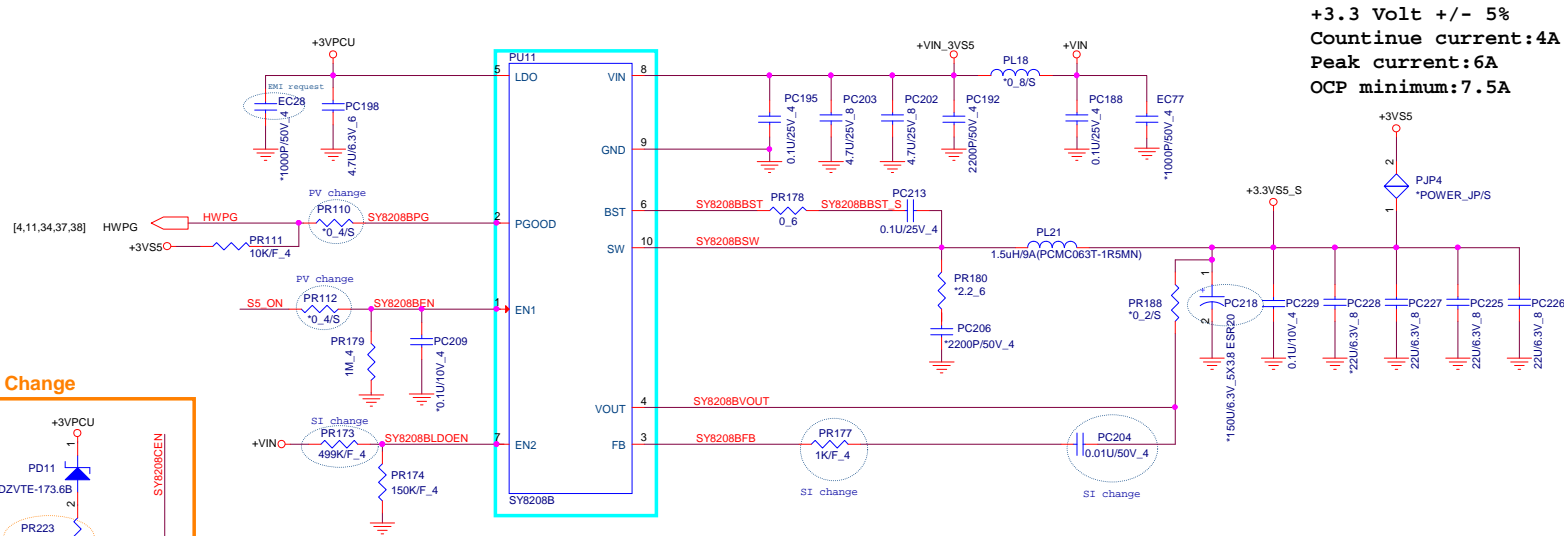 +3.3 Volt +/- 5%
Countinue current:4A
Peak current:6A
OCP minimum:7.5A
+3VPCU
PU11
+VIN_3VS5
+VIN
+3VS5
5
LDO
VIN
8
PL18
*0_8/S
EMI request
EC28
*1000P/50V_4
PC198
4.7U/6.3V_6
PC195
0.1U/25V_4
PC203
4.7U/25V_8
PC202
4.7U/25V_8
PC192
2200P/50V_4
PC188
0.1U/25V_4
EC77
*1000P/50V_4
GND
9
2
PJP4
*POWER_JP/S
1
PV change
[4,11,34,37,38]
HWPG
HWPG
PR110
*0_4/S
SY8208BPG
2
PGOOD
BST
6
SY8208BBST
PR178
0_6
SY8208BBST_S
PC213
0.1U/25V_4
+3.3VS5_S
+3VS5
PR111
10K/F_4
SW
10
SY8208BSW
PL21
1.5uH/9A(PCMC063T-1R5MN)
PV change
S5_ON
PR112
*0_4/S
SY8208BEN
1
EN1
PR180
*2.2_6
PR188
*0_2/S
1
+
PC218
2
*150U/6.3V_5X3.8 ESR20
PC229
0.1U/10V_4
PC228
*22U/6.3V_8
PC227
22U/6.3V_8
PC225
22U/6.3V_8
PC226
22U/6.3V_8
PR179
1M_4
PC209
*0.1U/10V_4
PC206
*2200P/50V_4
Change
VOUT
4
SY8208BVOUT
SI change
+VIN
PR173
499K/F_4
SY8208BLDOEN
7
EN2
FB
3
SY8208BFB
PR177
1K/F_4
PC204
0.01U/50V_4
PR174
150K/F_4
SI change
SI change
SY8208B
+3VPCU
1
PD11
DZVTE-173.6B
2
PR223
SY8208CEN